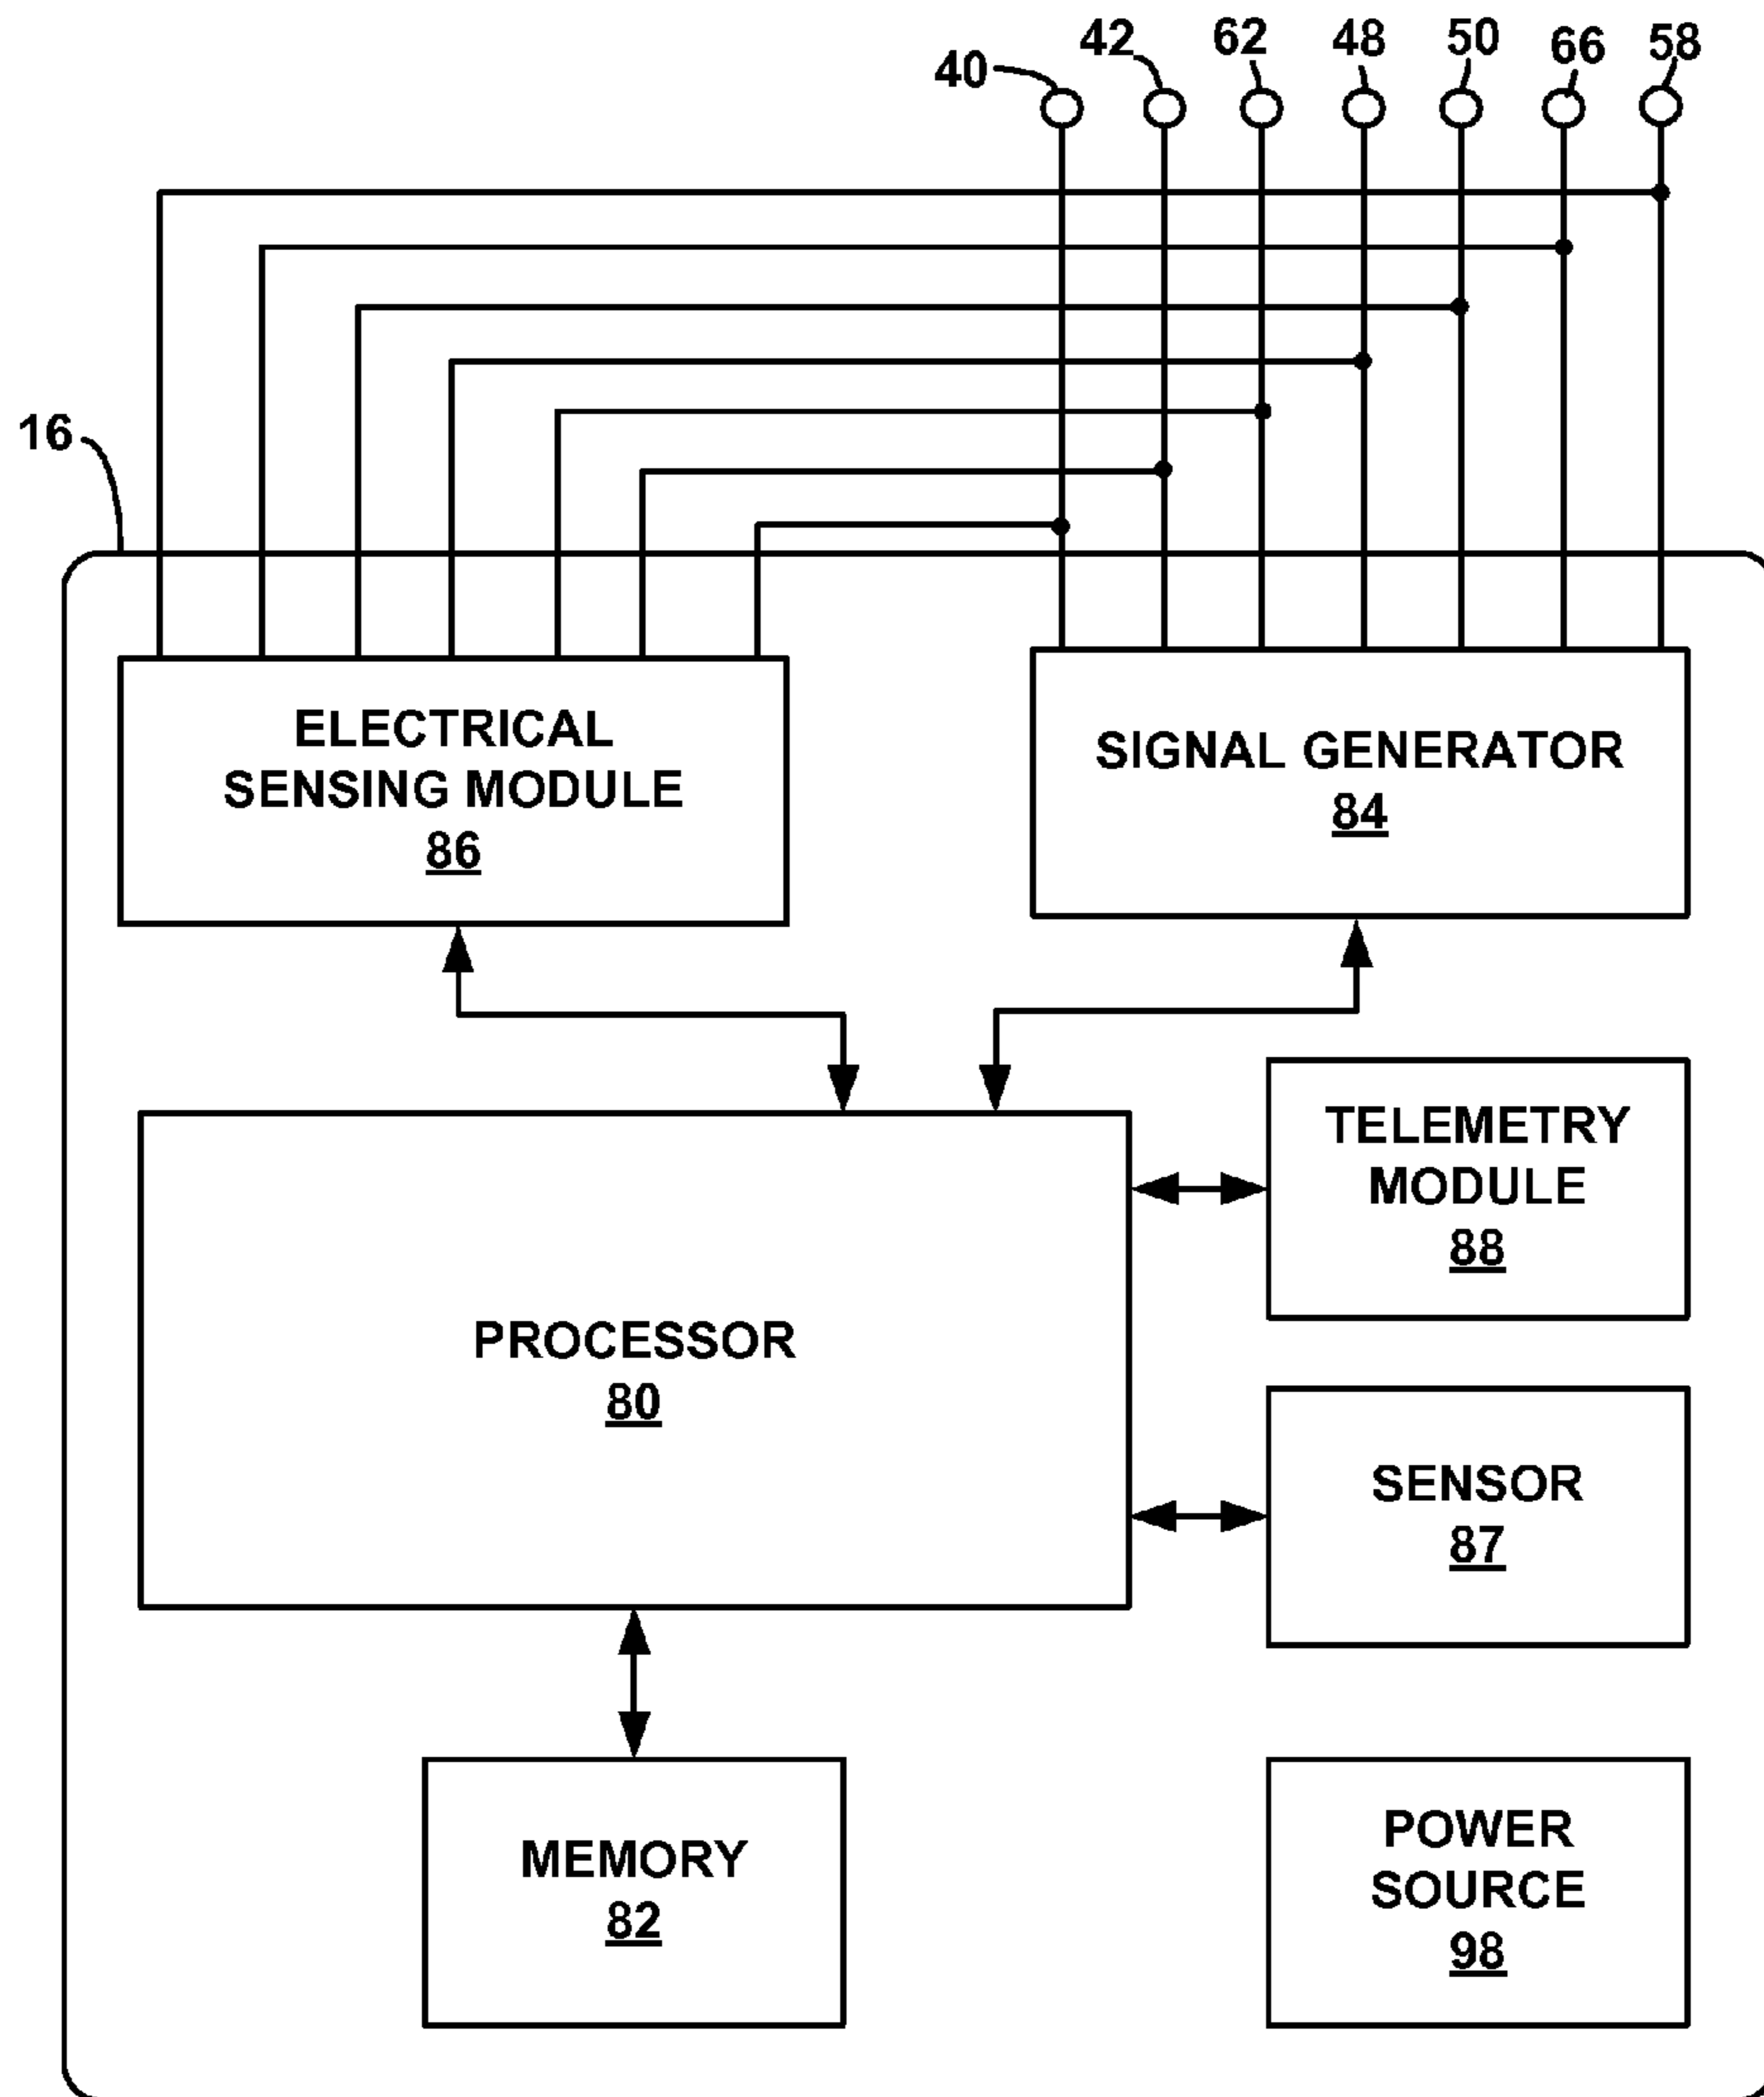 40 42 62 48 50 66 58
16
ELECTRICAL
SENSING MODULE
86
SIGNAL GENERATOR
84
TELEMETRY
MODULE
88
PROCESSOR
80
SENSOR
87
MEMORY
82
POWER
SOURCE
98